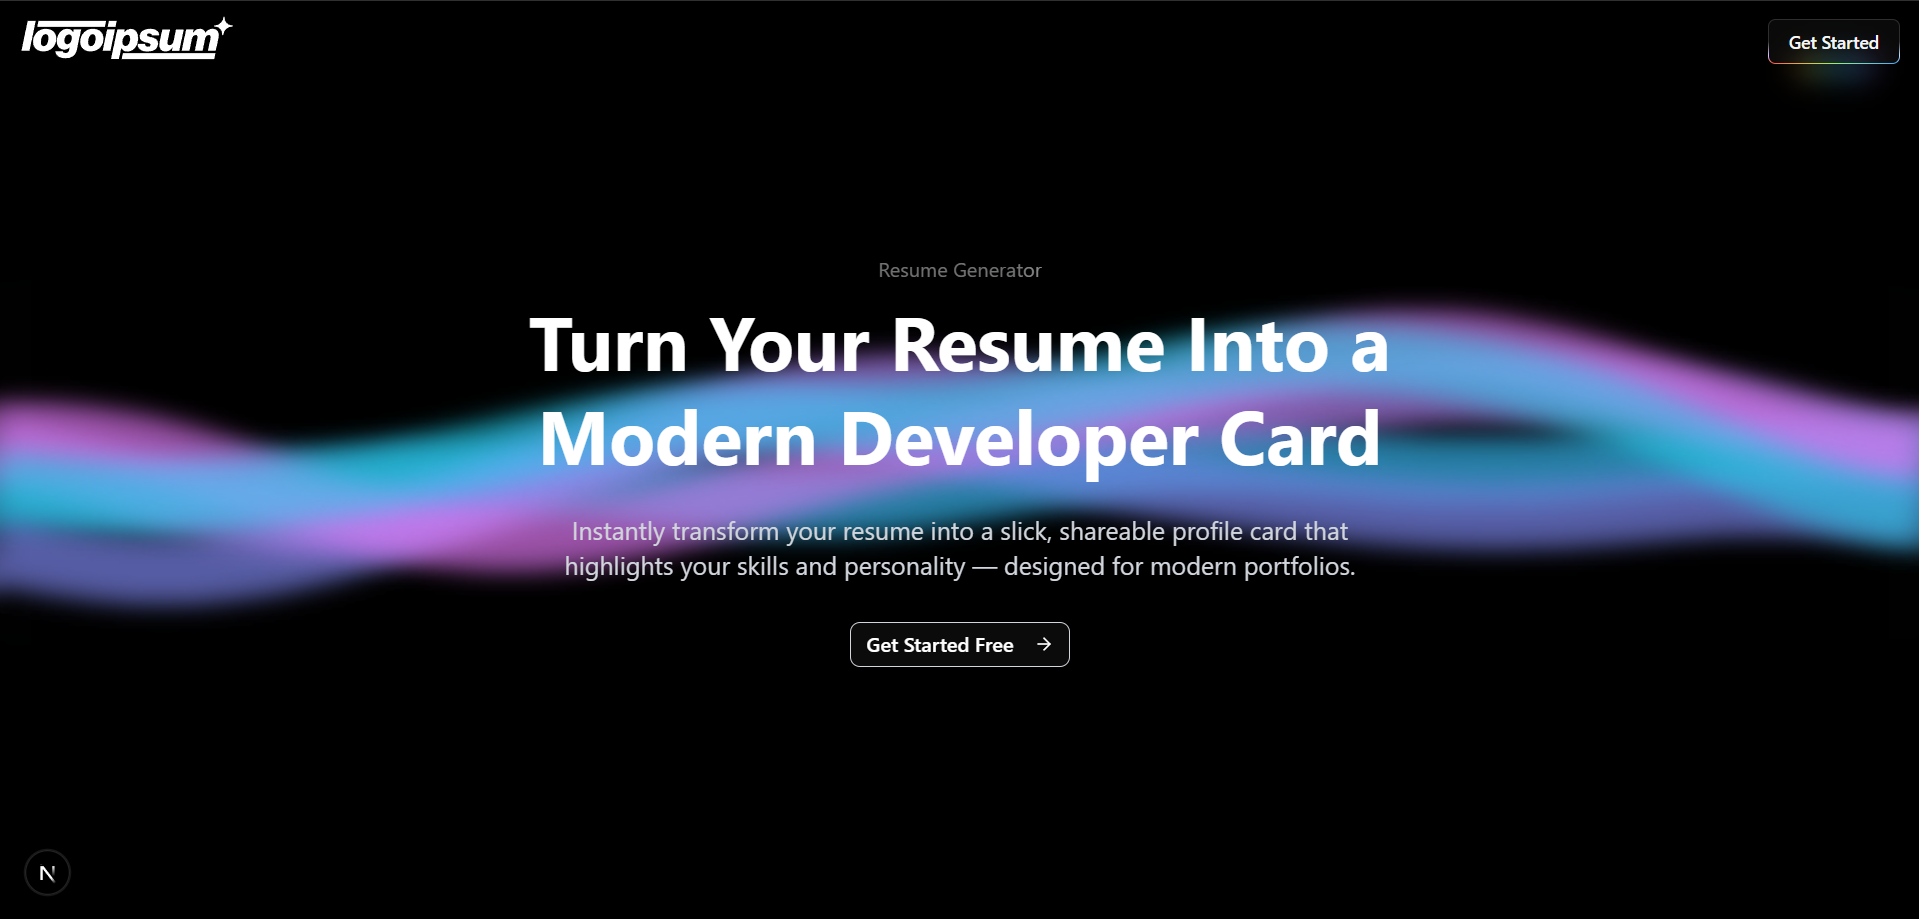 logoipsum
Get Started
Resume Generator
Turn Your Resume Into a
Modern Developer Card
Instantly transform your resume into a slick, shareable profile card that
highlights your skills and personality — designed for modern portfolios.
Get Started Free →
N